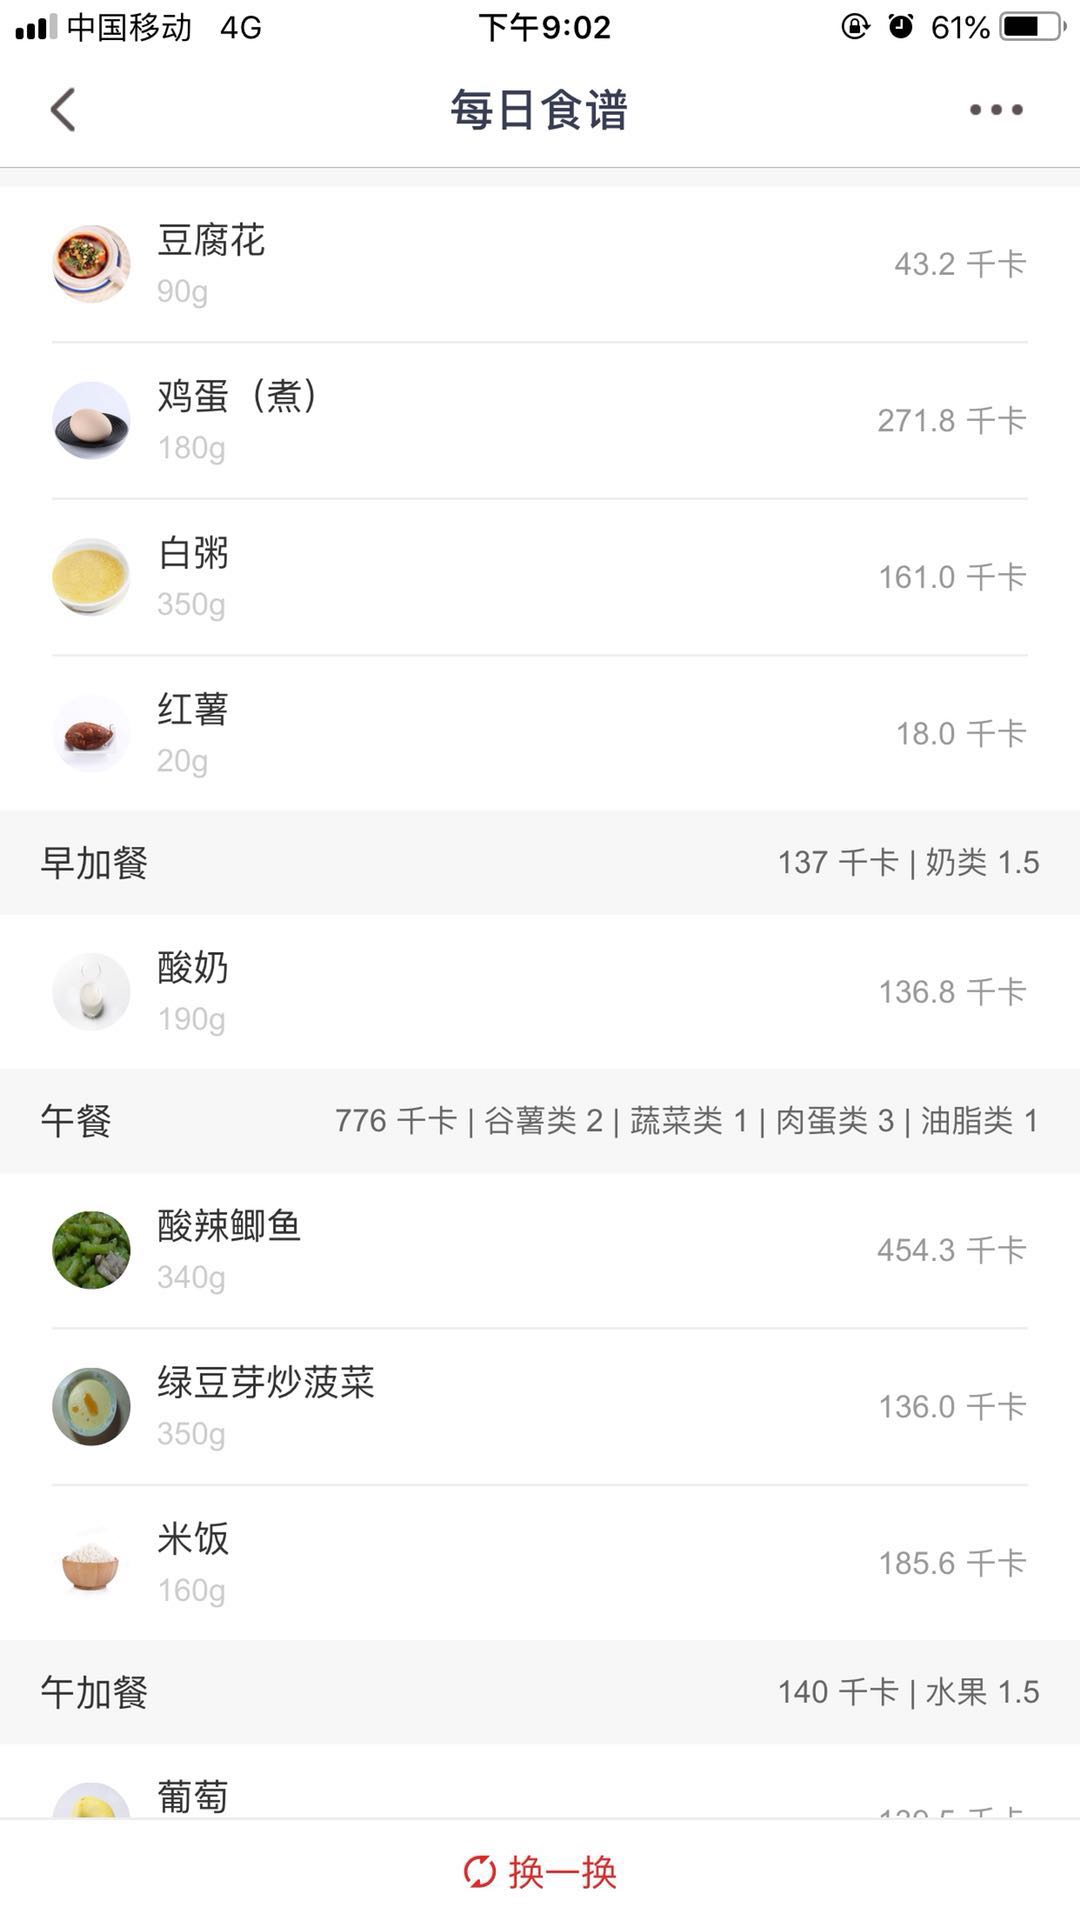 中国移动 4G 下午9:02 61%
每日食谱
豆腐花
90g
43.2 千卡
鸡蛋（煮）
180g
271.8 千卡
白粥
350g
161.0 千卡
红薯
20g
18.0 千卡
早加餐 137 千卡 | 奶类 1.5
酸奶
190g
136.8 千卡
午餐 776 千卡 | 谷薯类 2 | 蔬菜类 1 | 肉蛋类 3 | 油脂类 1
酸辣鲫鱼
340g
454.3 千卡
绿豆芽炒菠菜
350g
136.0 千卡
米饭
160g
185.6 千卡
午加餐 140 千卡 | 水果 1.5
葡萄
换一换